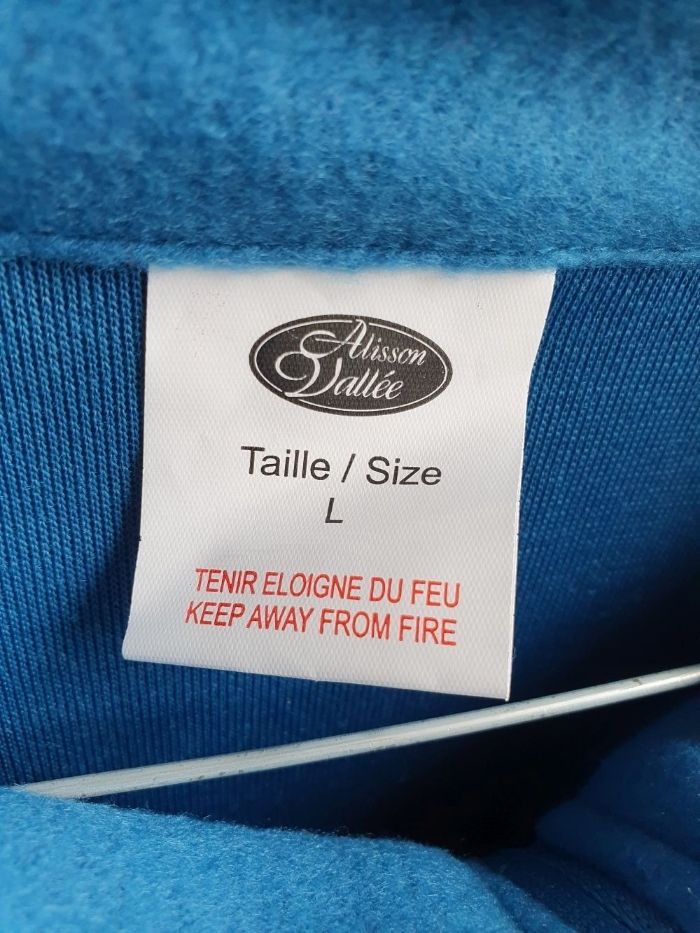 Alisson
Vallée
Taille / Size
L
TENIR ELOIGNE DU FEU
KEEP AWAY FROM FIRE